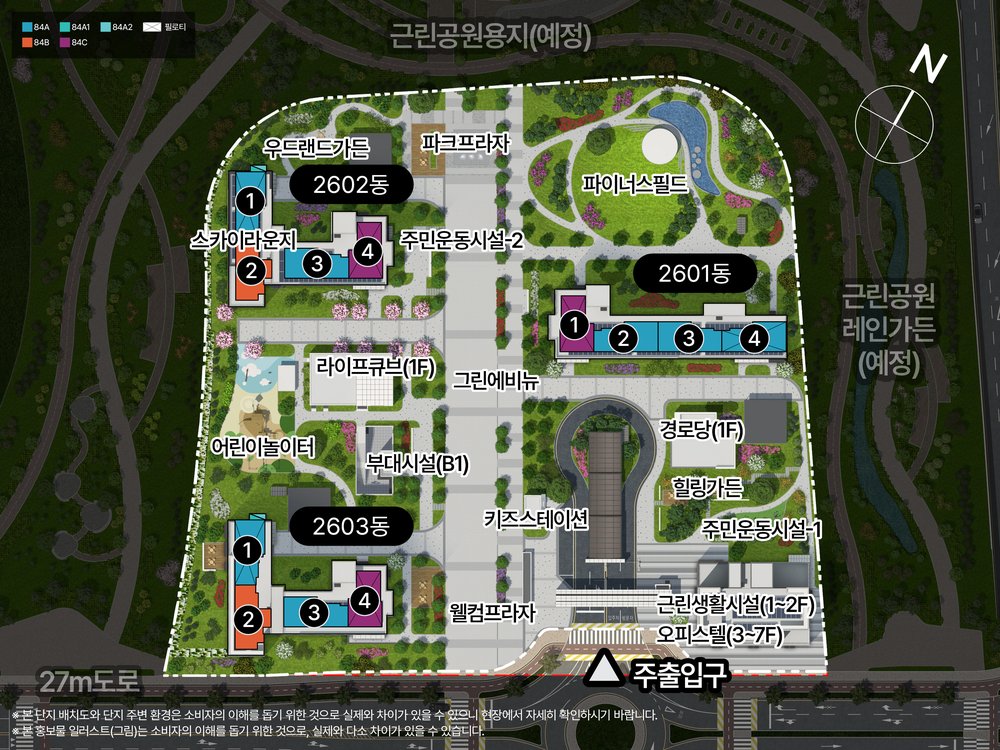 84A 84A1 84A2 필로티
84B 84C
근린공원용지(예정)
N
우드랜드가든
파크프라자
2602동
파이너스필드
1
스카이라운지
주민운동시설-2
2
3
4
2601동
1
2
3
4
근린공원
레인가든
(예정)
라이프큐브(1F)
그린에비뉴
어린이놀이터
부대시설(B1)
경로당(1F)
힐링가든
키즈스테이션
주민운동시설-1
2603동
1
2
3
4
웰컴프라자
근린생활시설(1~2F)
오피스텔(3~7F)
주출입구
27m도로
※ 본 단지 배치도와 단지 주변 환경은 소비자의 이해를 돕기 위한 것으로 실제와 차이가 있을 수 있으니 현장에서 자세히 확인하시기 바랍니다.
※ 본 홍보물 일러스트(그림)는 소비자의 이해를 돕기 위한 것으로, 실제와 다소 차이가 있을 수 있습니다.